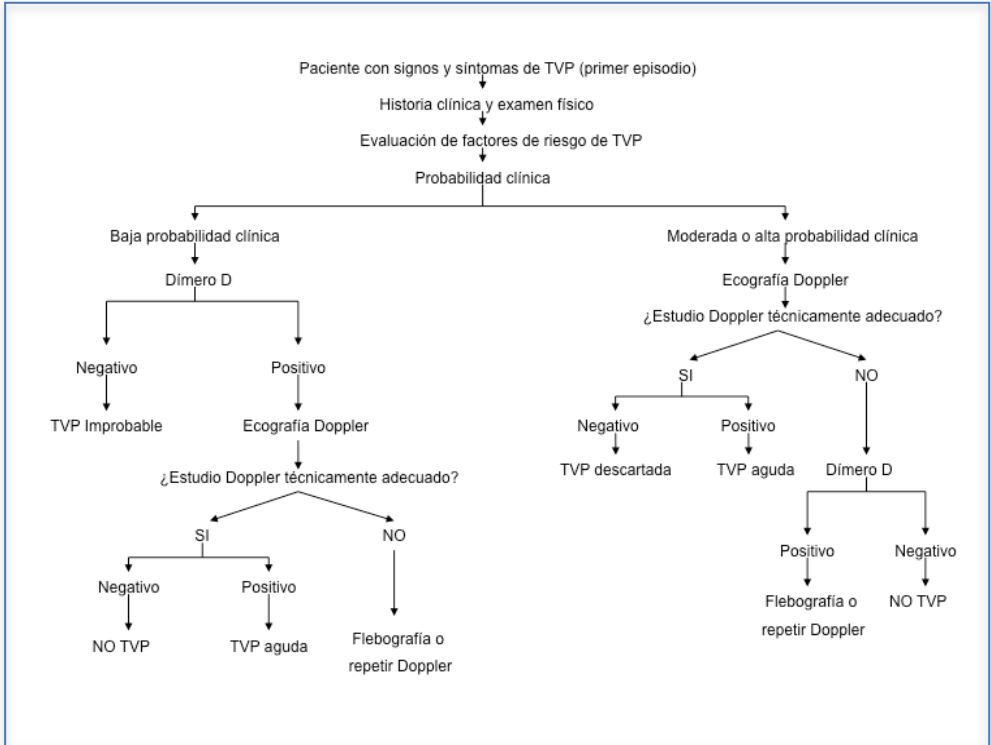 Paciente con signos y síntomas de TVP (primer episodio)
Historia clínica y examen físico
Evaluación de factores de riesgo de TVP
Probabilidad clínica
Baja probabilidad clínica
Dímero D
Negativo
Positivo
TVP Improbable
Ecografía Doppler
¿Estudio Doppler técnicamente adecuado?
SI
NO
Negativo
Positivo
NO TVP
TVP aguda
Flebografía o
repetir Doppler
Moderada o alta probabilidad clínica
Ecografía Doppler
¿Estudio Doppler técnicamente adecuado?
SI
NO
Negativo
Positivo
TVP descartada
TVP aguda
Dímero D
Positivo
Negativo
Flebografía o
repetir Doppler
NO TVP